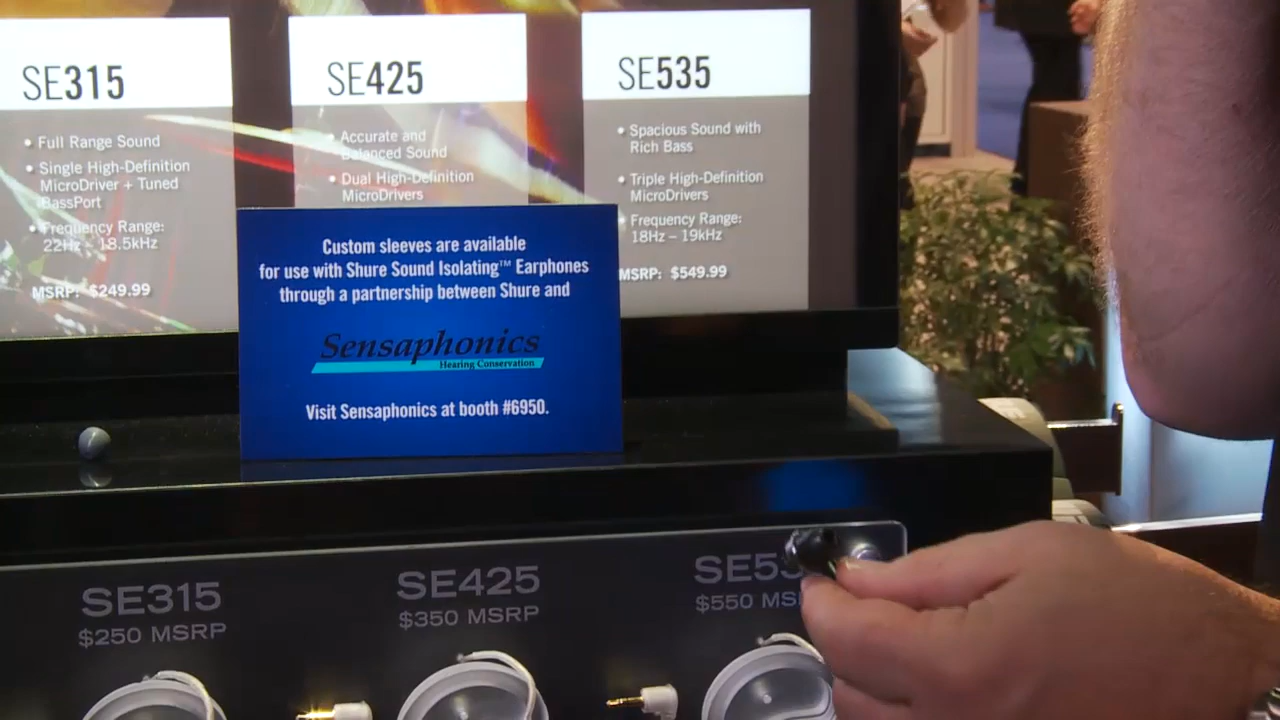 SE315
• Full Range Sound
• Single High-Definition
MicroDriver + Tuned
BassPort
• Frequency Range:
22Hz - 18.5kHz
MSRP: $249.99
SE425
• Accurate and
Balanced Sound
• Dual High-Definition
MicroDrivers
SE535
• Spacious Sound with
Rich Bass
• Triple High-Definition
MicroDrivers
• Frequency Range:
18Hz – 19kHz
MSRP: $549.99
Custom sleeves are available
for use with Shure Sound Isolating™ Earphones
through a partnership between Shure and
Sensaphonics
Hearing Conservation
Visit Sensaphonics at booth #6950.
SE315
$250 MSRP
SE425
$350 MSRP
SE53
$550 MS